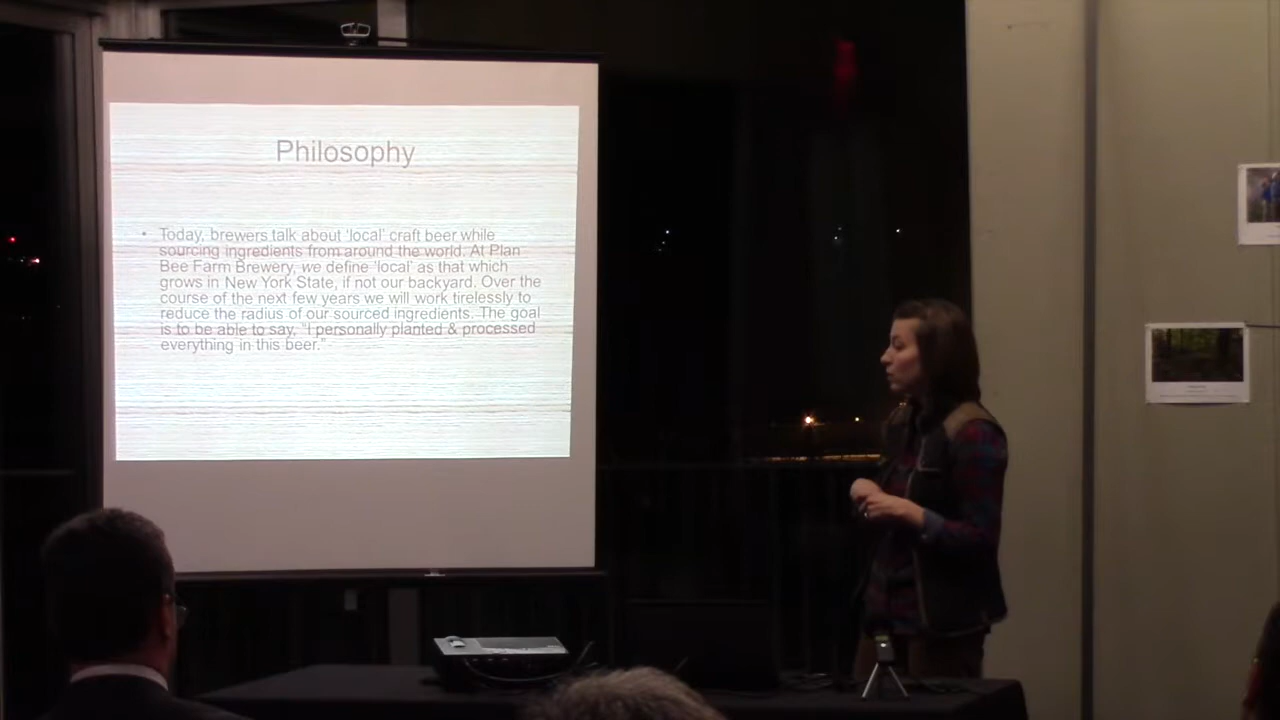 Philosophy
• Today, brewers talk about 'local' craft beer while
sourcing ingredients from around the world. At Plan
Bee Farm Brewery, we define 'local' as that which
grows in New York State, if not our backyard. Over the
course of the next few years we will work tirelessly to
reduce the radius of our sourced ingredients. The goal
is to be able to say, "I personally planted & processed
everything in this beer."